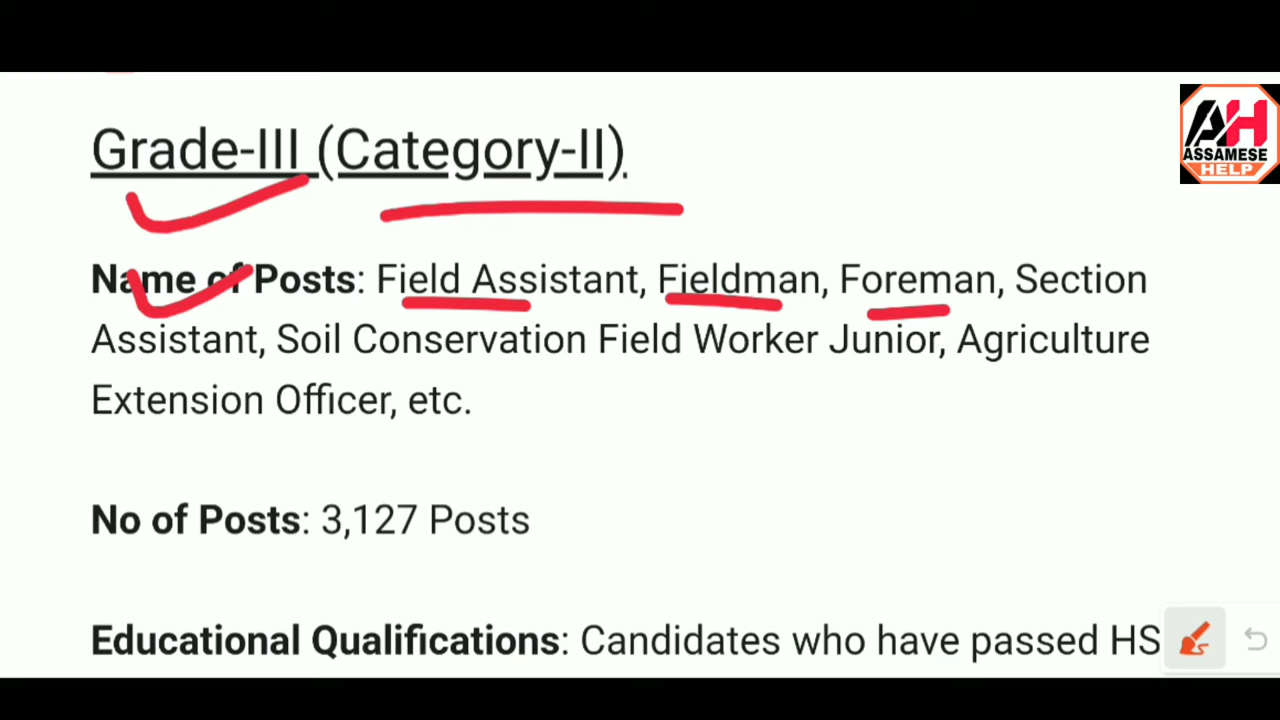 Grade-III (Category-II).
AH
ASSAMESE
HELP
Name of Posts: Field Assistant, Fieldman, Foreman, Section
Assistant, Soil Conservation Field Worker Junior, Agriculture
Extension Officer, etc.
No of Posts: 3,127 Posts
Educational Qualifications: Candidates who have passed HS